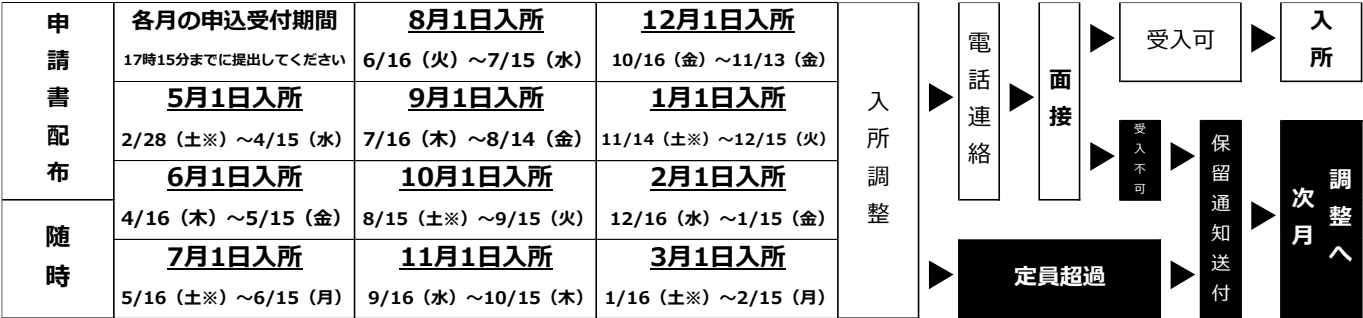 申請書配布
随時
各月の申込受付期間
17時15分までに提出してください
8月1日入所
6/16（火）～7/15（水）
12月1日入所
10/16（金）～11/13（金）
5月1日入所
2/28（土※）～4/15（水）
9月1日入所
7/16（木）～8/14（金）
1月1日入所
11/14（土※）～12/15（火）
6月1日入所
4/16（木）～5/15（金）
10月1日入所
8/15（土※）～9/15（火）
2月1日入所
12/16（水）～1/15（金）
7月1日入所
5/16（土※）～6/15（月）
11月1日入所
9/16（水）～10/15（木）
3月1日入所
1/16（土※）～2/15（月）
入所調整
電話連絡
面接
受入可
入所
受入不可
保留通知送付
定員超過
次月
調整へ